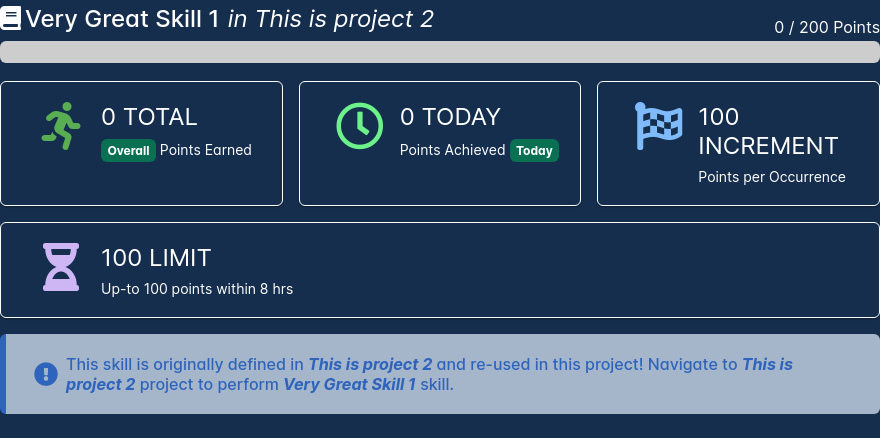 Very Great Skill 1 in This is project 2
0 / 200 Points
0 TOTAL
Overall Points Earned
0 TODAY
Points Achieved Today
100
INCREMENT
Points per Occurrence
100 LIMIT
Up-to 100 points within 8 hrs
This skill is originally defined in This is project 2 and re-used in this project! Navigate to This is
project 2 project to perform Very Great Skill 1 skill.